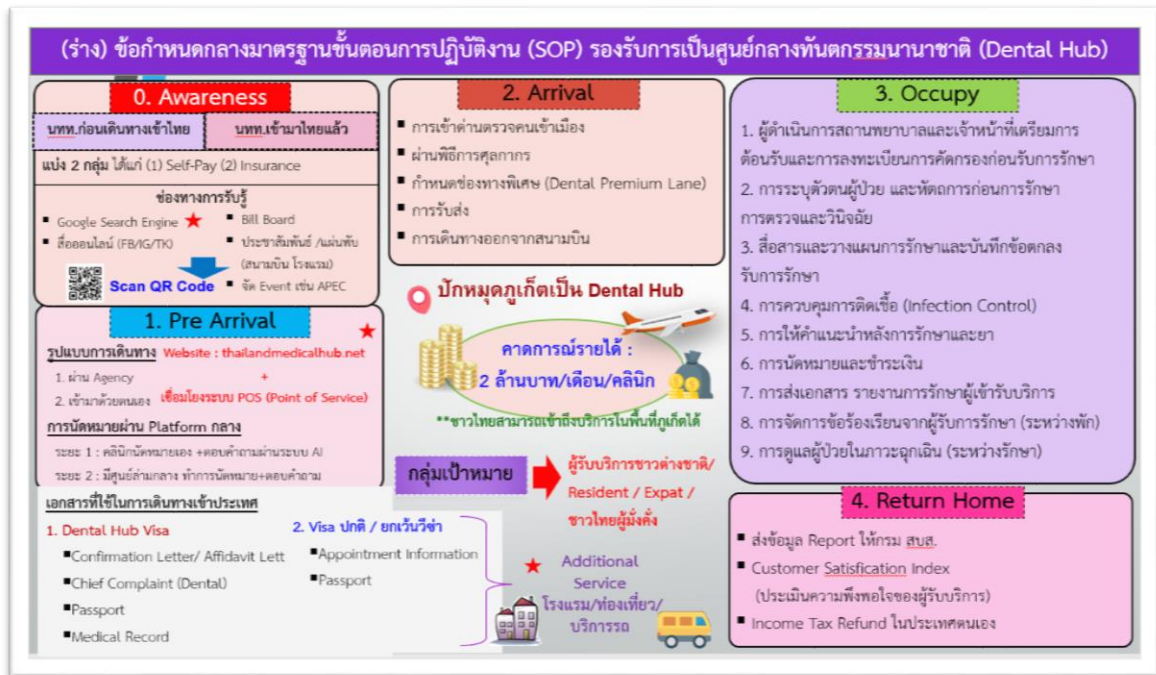 (ร่าง) ข้อกำหนดกลางมาตรฐานขั้นตอนการปฏิบัติงาน (SOP) รองรับการเป็นศูนย์กลางทันตกรรมนานาชาติ (Dental Hub)
0. Awareness
นทท.ก่อนเดินทางเข้าไทย
นทท.เข้ามาไทยแล้ว
แบ่ง 2 กลุ่ม ได้แก่ (1) Self-Pay (2) Insurance
ช่องทางการรับรู้
▪ Google Search Engine
▪ สื่อออนไลน์ (FB/IG/TK)
Scan QR Code
▪ Bill Board
▪ ประชาสัมพันธ์ /แผ่นพับ
(สนามบิน โรงแรม)
▪ จัด Event เช่น APEC
1. Pre Arrival
รูปแบบการเดินทาง Website : thailandmedicalhub.net
1. ผ่าน Agency +
2. เข้ามาด้วยตนเอง เชื่อมโยงระบบ POS (Point of Service)
การนัดหมายผ่าน Platform กลาง
ระยะ 1 : คลินิกนัดหมายเอง +ตอบคำถามผ่านระบบ AI
ระยะ 2 : มีศูนย์ล่ามกลาง ทำการนัดหมาย+ตอบคำถาม
เอกสารที่ใช้ในการเดินทางเข้าประเทศ
1. Dental Hub Visa
▪Confirmation Letter/ Affidavit Lett
▪Chief Complaint (Dental)
▪Passport
▪Medical Record
2. Visa ปกติ / ยกเว้นวีซ่า
▪Appointment Information
▪Passport
2. Arrival
▪ การเข้าด่านตรวจคนเข้าเมือง
▪ ผ่านพิธีการศุลกากร
▪ กำหนดช่องทางพิเศษ (Dental Premium Lane)
▪ การรับส่ง
▪ การเดินทางออกจากสนามบิน
ปักหมุดภูเก็ตเป็น Dental Hub
คาดการณ์รายได้ :
2 ล้านบาท/เดือน/คลินิก
**ชาวไทยสามารถเข้าถึงบริการในพื้นที่ภูเก็ตได้
กลุ่มเป้าหมาย
ผู้รับบริการชาวต่างชาติ/
Resident / Expat /
ชาวไทยผู้มั่งคั่ง
Additional
Service
โรงแรม/ท่องเที่ยว/
บริการรถ
3. Occupy
1. ผู้ดำเนินการสถานพยาบาลและเจ้าหน้าที่เตรียมการ
ต้อนรับและการลงทะเบียนการคัดกรองก่อนรับการรักษา
2. การระบุตัวตนผู้ป่วย และหัตถการก่อนการรักษา
การตรวจและวินิจฉัย
3. สื่อสารและวางแผนการรักษาและบันทึกข้อตกลง
รับการรักษา
4. การควบคุมการติดเชื้อ (Infection Control)
5. การให้คำแนะนำหลังการรักษาและยา
6. การนัดหมายและชำระเงิน
7. การส่งเอกสาร รายงานการรักษาผู้เข้ารับบริการ
8. การจัดการข้อร้องเรียนจากผู้รับการรักษา (ระหว่างพัก)
9. การดูแลผู้ป่วยในภาวะฉุกเฉิน (ระหว่างรักษา)
4. Return Home
▪ ส่งข้อมูล Report ให้กรม สบส.
▪ Customer Satisfication Index
(ประเมินความพึงพอใจของผู้รับบริการ)
▪ Income Tax Refund ในประเทศตนเอง